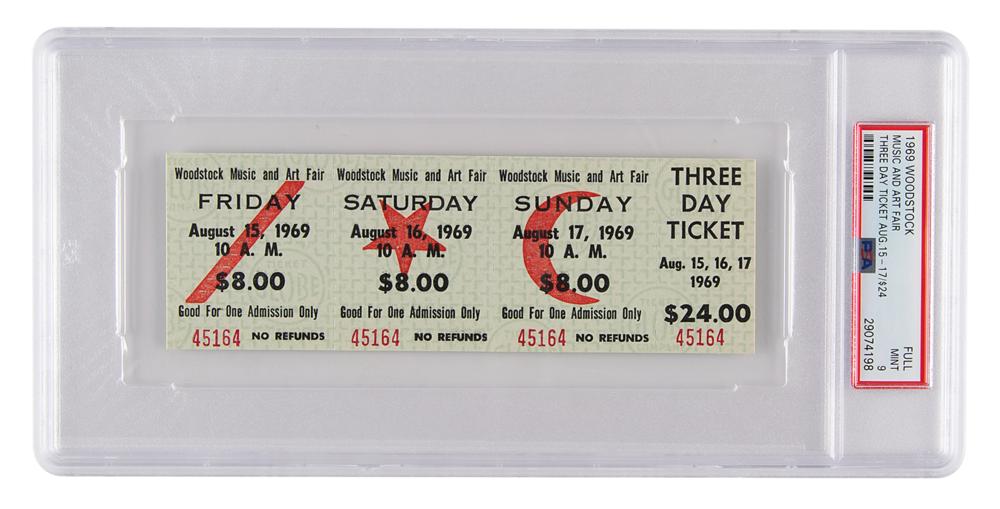 Woodstock Music and Art Fair
FRIDAY
August 15, 1969
10 A. M.
$8.00
Good For One Admission Only
45164 NO REFUNDS
Woodstock Music and Art Fair
SATURDAY
August 16, 1969
10 A. M.
$8.00
Good For One Admission Only
45164 NO REFUNDS
Woodstock Music and Art Fair
SUNDAY
August 17, 1969
10 A. M.
$8.00
Good For One Admission Only
45164 NO REFUNDS
THREE
DAY
TICKET
Aug. 15, 16, 17
1969
$24.00
45164
1969 WOODSTOCK
MUSIC AND ART FAIR
THREE DAY TICKET AUG.15-17/$24
PSA
FULL
9
MINT
29074198